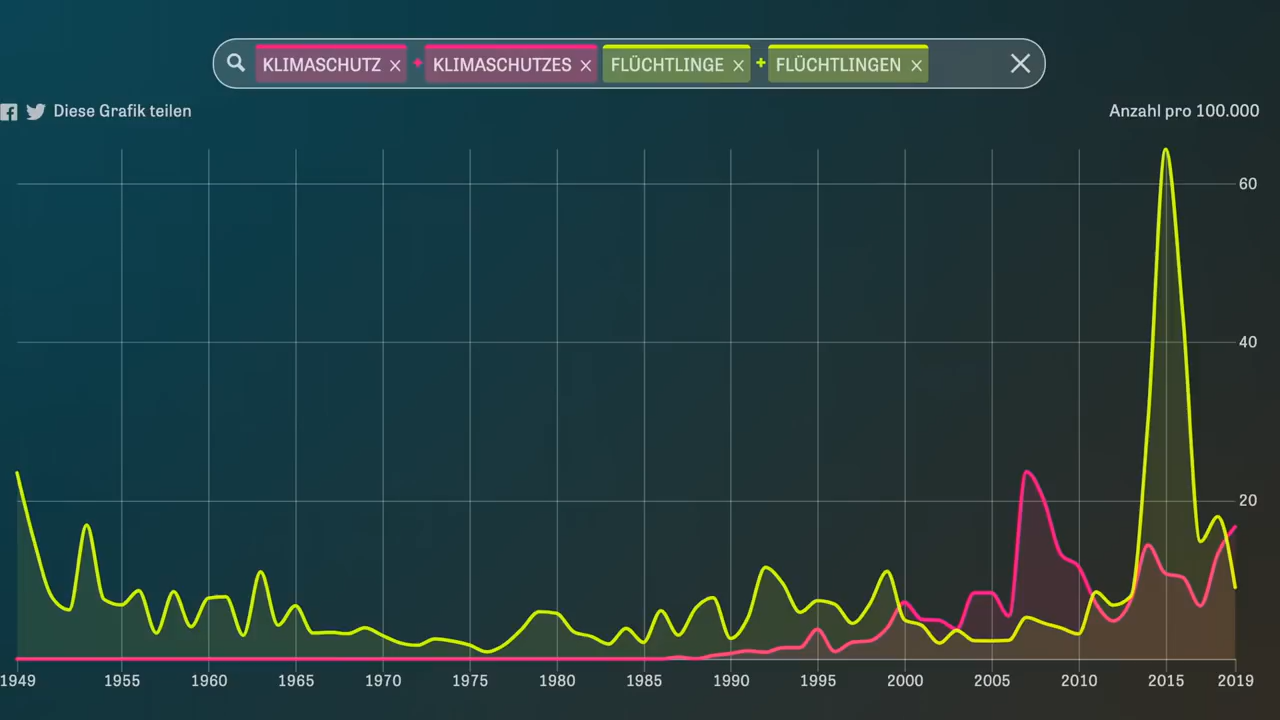 KLIMASCHUTZ × + KLIMASCHUTZES × FLÜCHTLINGE × + FLÜCHTLINGEN ×
Diese Grafik teilen
Anzahl pro 100.000
60
40
20
1949 1955 1960 1965 1970 1975 1980 1985 1990 1995 2000 2005 2010 2015 2019